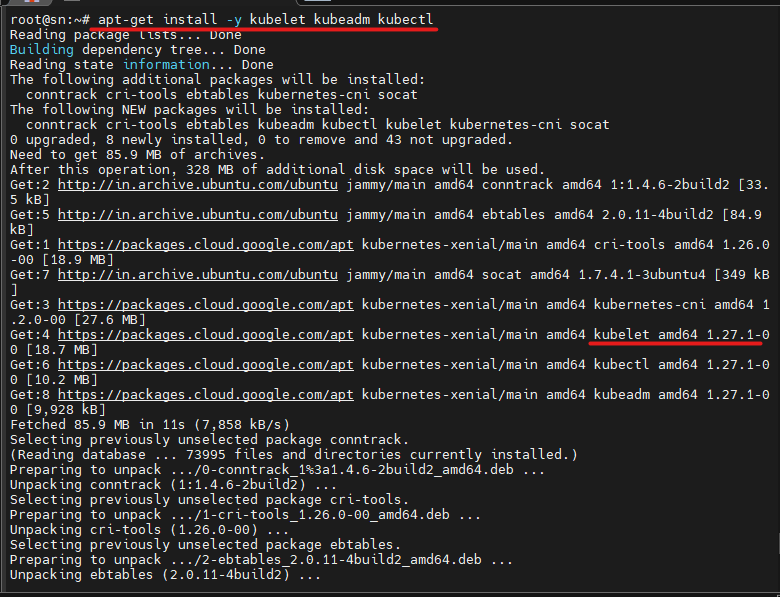 root@sn:~# apt-get install -y kubelet kubeadm kubectl
Reading package lists... Done
Building dependency tree... Done
Reading state information... Done
The following additional packages will be installed:
  conntrack cri-tools ebtables kubernetes-cni socat
The following NEW packages will be installed:
  conntrack cri-tools ebtables kubeadm kubectl kubelet kubernetes-cni socat
0 upgraded, 8 newly installed, 0 to remove and 43 not upgraded.
Need to get 85.9 MB of archives.
After this operation, 328 MB of additional disk space will be used.
Get:2 http://in.archive.ubuntu.com/ubuntu jammy/main amd64 conntrack amd64 1:1.4.6-2build2 [33.
5 kB]
Get:5 http://in.archive.ubuntu.com/ubuntu jammy/main amd64 ebtables amd64 2.0.11-4build2 [84.9
kB]
Get:1 https://packages.cloud.google.com/apt kubernetes-xenial/main amd64 cri-tools amd64 1.26.0
-00 [18.9 MB]
Get:7 http://in.archive.ubuntu.com/ubuntu jammy/main amd64 socat amd64 1.7.4.1-3ubuntu4 [349 kB
]
Get:3 https://packages.cloud.google.com/apt kubernetes-xenial/main amd64 kubernetes-cni amd64 1
.2.0-00 [27.6 MB]
Get:4 https://packages.cloud.google.com/apt kubernetes-xenial/main amd64 kubelet amd64 1.27.1-0
0 [18.7 MB]
Get:6 https://packages.cloud.google.com/apt kubernetes-xenial/main amd64 kubectl amd64 1.27.1-0
0 [10.2 MB]
Get:8 https://packages.cloud.google.com/apt kubernetes-xenial/main amd64 kubeadm amd64 1.27.1-0
0 [9,928 kB]
Fetched 85.9 MB in 11s (7,858 kB/s)
Selecting previously unselected package conntrack.
(Reading database ... 73995 files and directories currently installed.)
Preparing to unpack .../0-conntrack_1%3a1.4.6-2build2_amd64.deb ...
Unpacking conntrack (1:1.4.6-2build2) ...
Selecting previously unselected package cri-tools.
Preparing to unpack .../1-cri-tools_1.26.0-00_amd64.deb ...
Unpacking cri-tools (1.26.0-00) ...
Selecting previously unselected package ebtables.
Preparing to unpack .../2-ebtables_2.0.11-4build2_amd64.deb ...
Unpacking ebtables (2.0.11-4build2) ...